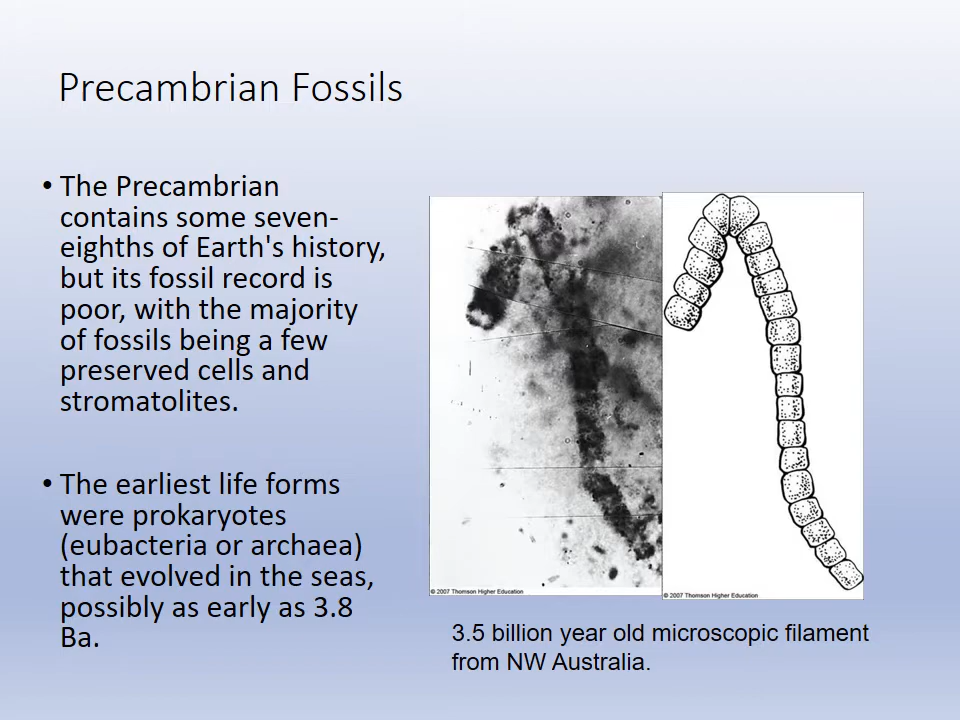 Precambrian Fossils
• The Precambrian
contains some seven-
eighths of Earth's history,
but its fossil record is
poor, with the majority
of fossils being a few
preserved cells and
stromatolites.
• The earliest life forms
were prokaryotes
(eubacteria or archaea)
that evolved in the seas,
possibly as early as 3.8
Ba.
© 2007 Thomson Higher Education
© 2007 Thomson Higher Education
3.5 billion year old microscopic filament
from NW Australia.